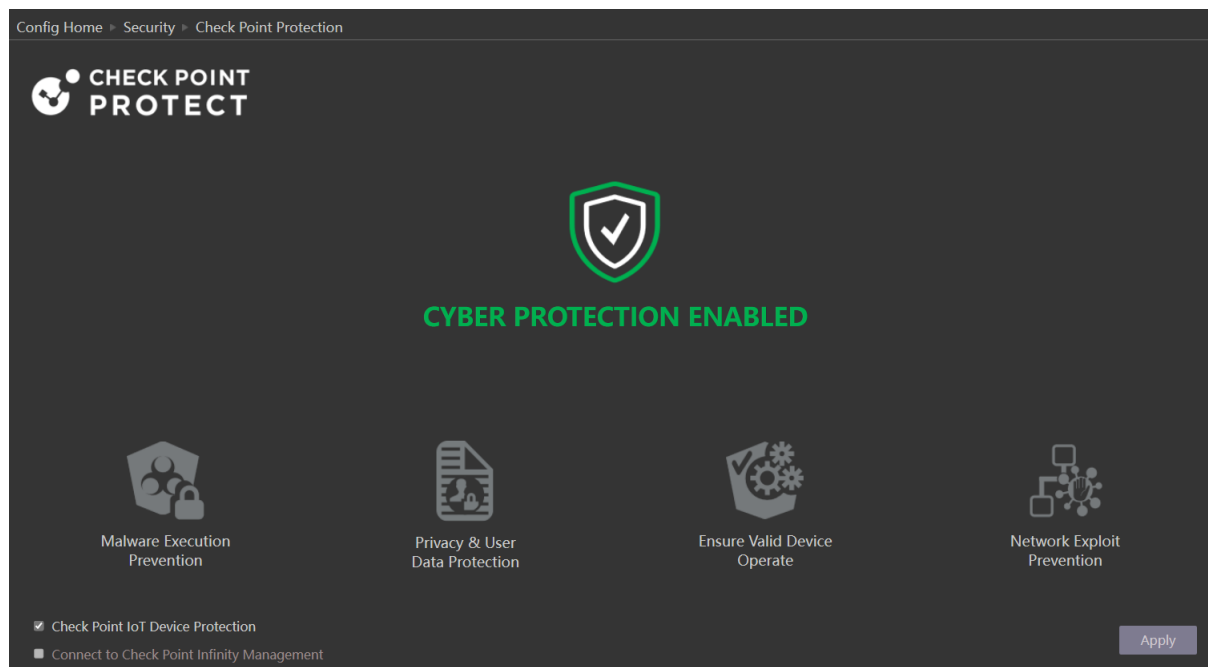 Config Home ▸ Security ▸ Check Point Protection
CHECK POINT
PROTECT
CYBER PROTECTION ENABLED
Malware Execution
Prevention
Privacy & User
Data Protection
Ensure Valid Device
Operate
Network Exploit
Prevention
Check Point IoT Device Protection
Connect to Check Point Infinity Management
Apply